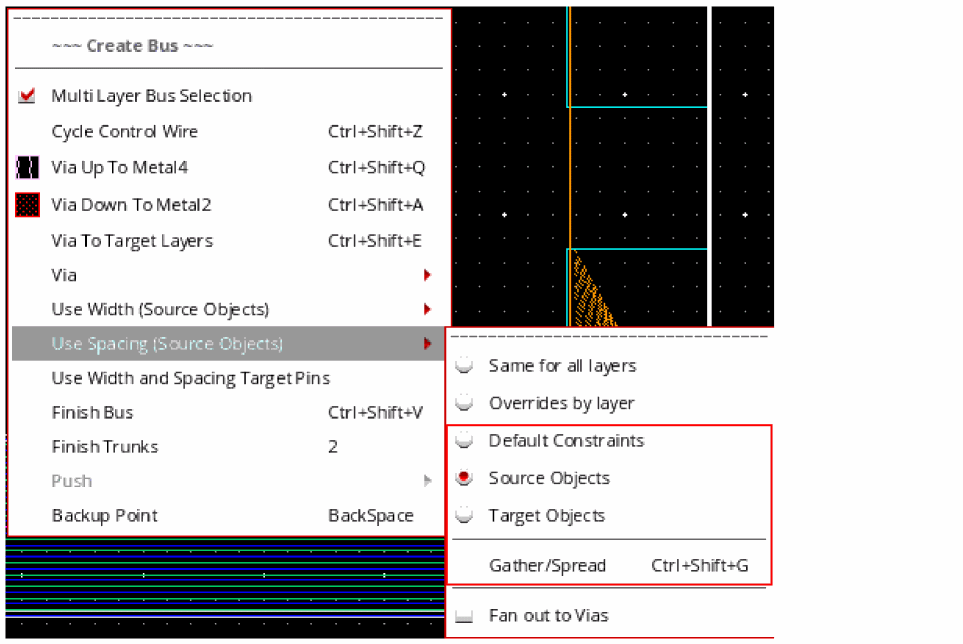 ~~~ Create Bus ~~~
Multi Layer Bus Selection
Cycle Control Wire Ctrl+Shift+Z
Via Up To Metal4 Ctrl+Shift+Q
Via Down To Metal2 Ctrl+Shift+A
Via To Target Layers Ctrl+Shift+E
Via
Use Width (Source Objects)
Use Spacing (Source Objects)
Use Width and Spacing Target Pins
Finish Bus Ctrl+Shift+V
Finish Trunks 2
Push
Backup Point BackSpace
Same for all layers
Overrides by layer
Default Constraints
Source Objects
Target Objects
Gather/Spread Ctrl+Shift+G
Fan out to Vias